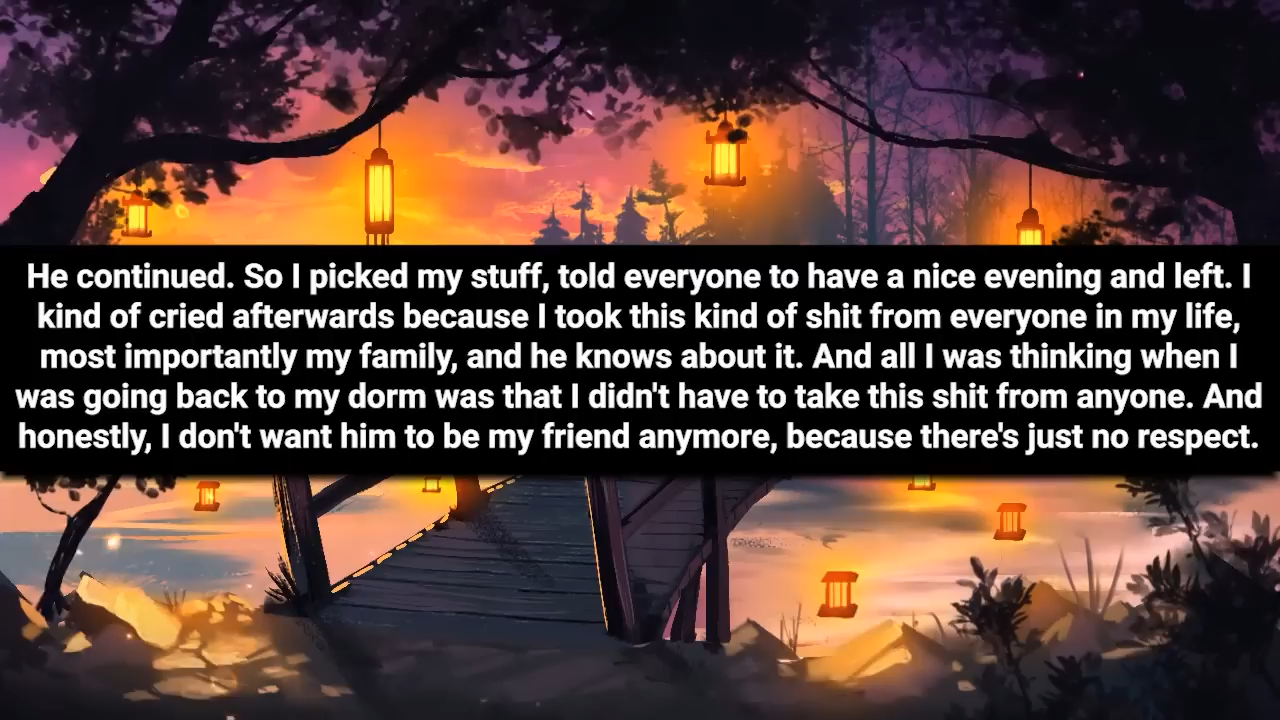 He continued. So I picked my stuff, told everyone to have a nice evening and left. I
kind of cried afterwards because I took this kind of shit from everyone in my life,
most importantly my family, and he knows about it. And all I was thinking when I
was going back to my dorm was that I didn't have to take this shit from anyone. And
honestly, I don't want him to be my friend anymore, because there's just no respect.